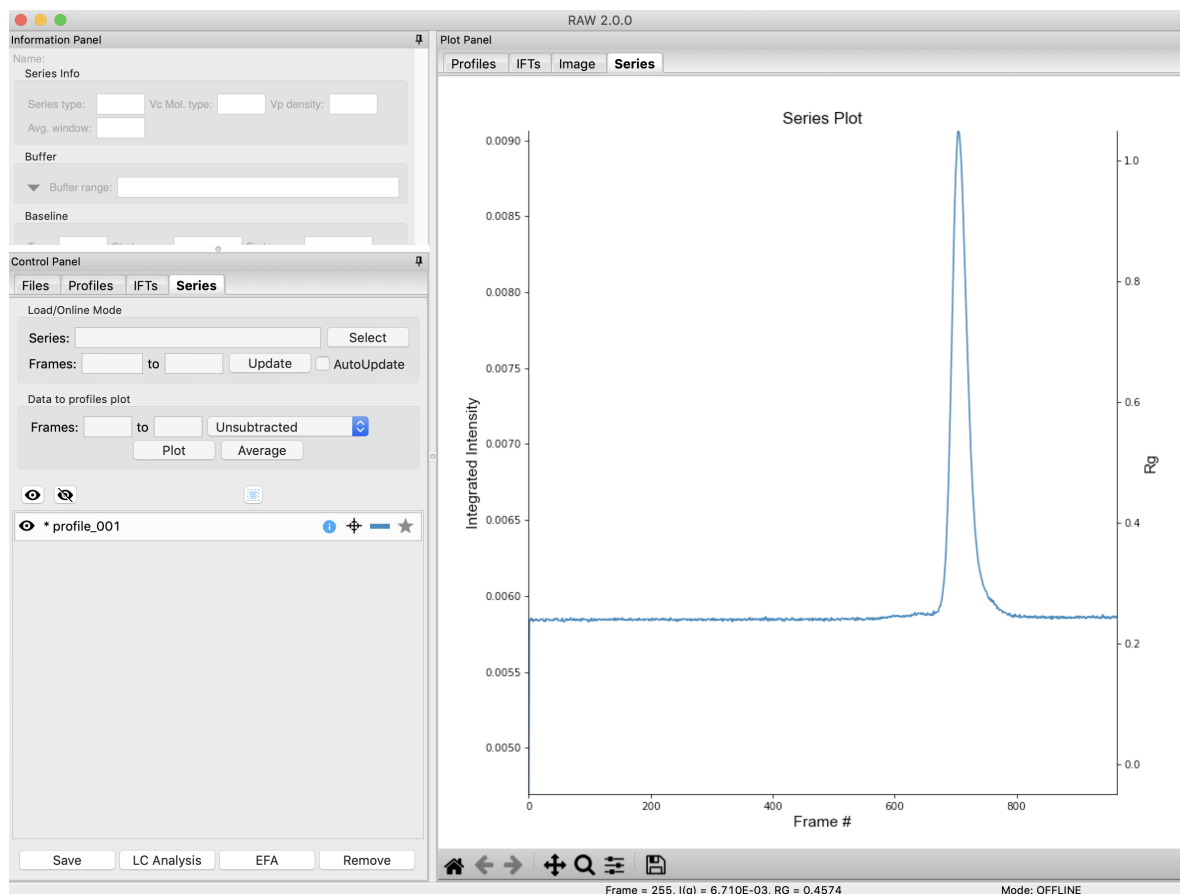 RAW 2.0.0
Information Panel
Name:
Series Info
Series type: Vc Mol. type: Vp density:
Avg. window:
Buffer
Buffer range:
Baseline
Control Panel
Files Profiles IFTs Series
Load/Online Mode
Series: Select
Frames: to Update AutoUpdate
Data to profiles plot
Frames: to Unsubtracted
Plot Average
* profile_001
Save LC Analysis EFA Remove
Plot Panel
Profiles IFTs Image Series
Series Plot
0.0090
0.0085
0.0080
0.0075
0.0070
0.0065
0.0060
0.0055
0.0050
Integrated Intensity
1.0
0.8
0.6
0.4
0.2
0.0
Rg
0 200 400 600 800
Frame #
Frame = 255, I(q) = 6.710E-03, RG = 0.4574 Mode: OFFLINE